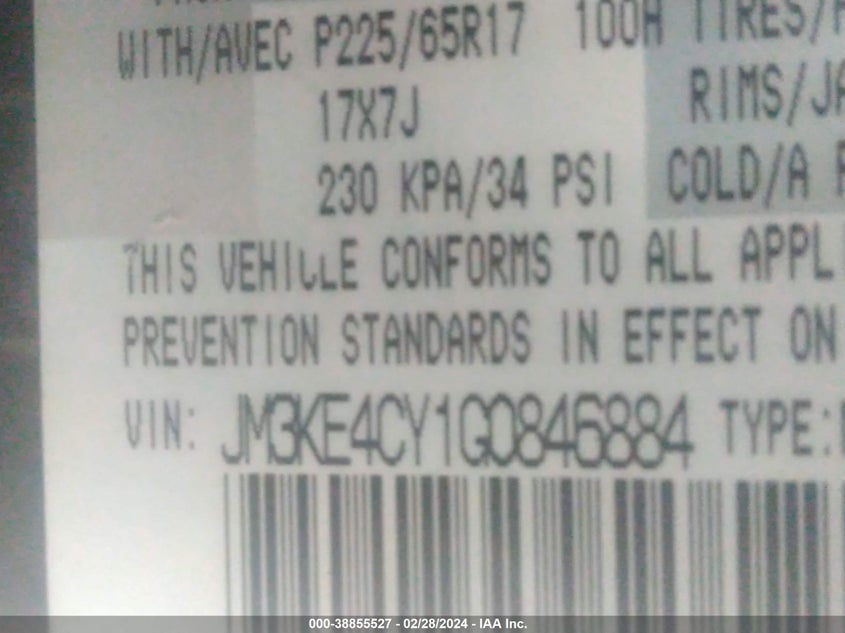 WITH/AVEC P225/65R17 100H TIRES/
17X7J RIMS/JA
230 KPA/34 PSI COLD/A
THIS VEHICLE CONFORMS TO ALL APPLI
PREVENTION STANDARDS IN EFFECT ON
VIN: JM3KE4CY1G0846884 TYPE:
000-38855527 - 02/28/2024 - IAA Inc.